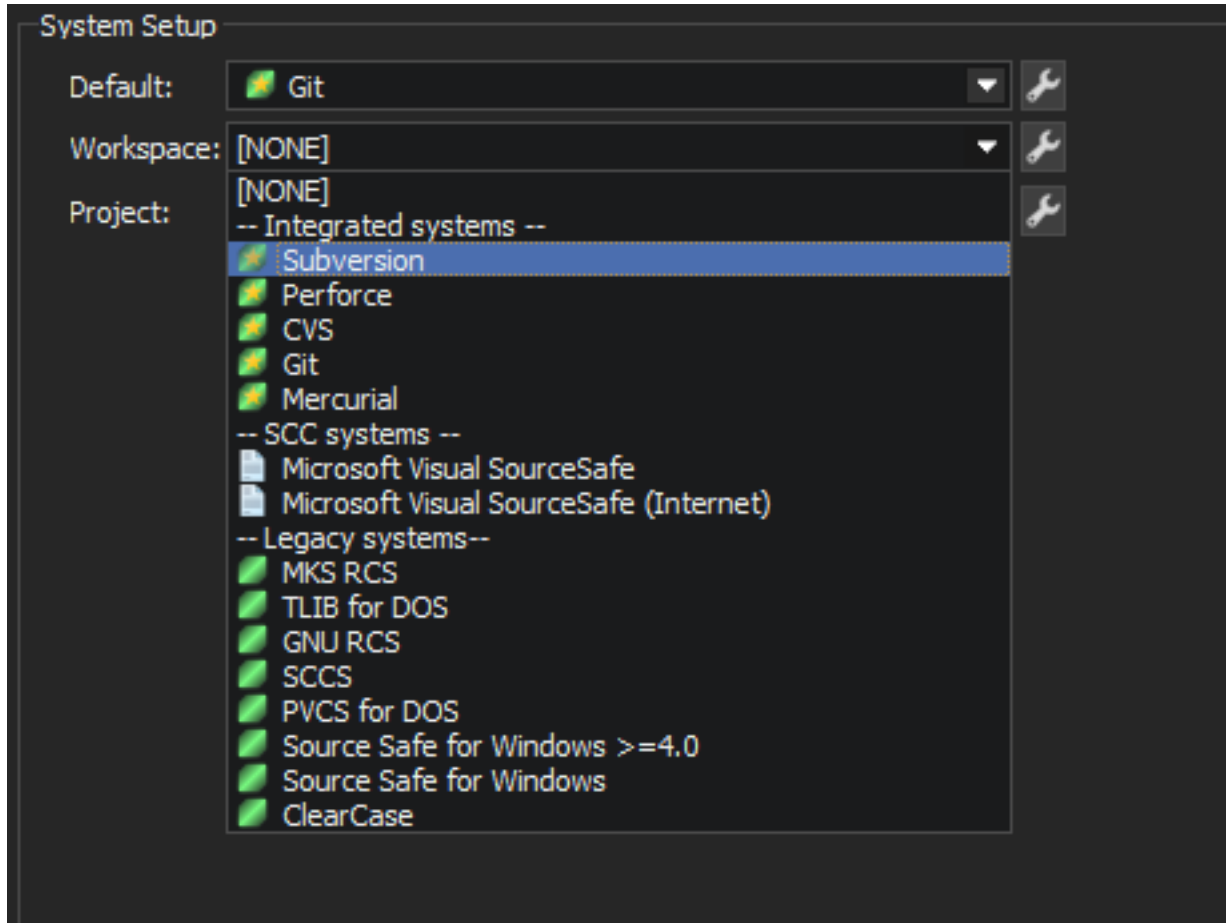 System Setup
Default: Git
Workspace: [NONE]
[NONE]
Project:
-- Integrated systems --
Subversion
Perforce
CVS
Git
Mercurial
-- SCC systems --
Microsoft Visual SourceSafe
Microsoft Visual SourceSafe (Internet)
-- Legacy systems--
MKS RCS
TLIB for DOS
GNU RCS
SCCS
PVCS for DOS
Source Safe for Windows >=4.0
Source Safe for Windows
ClearCase